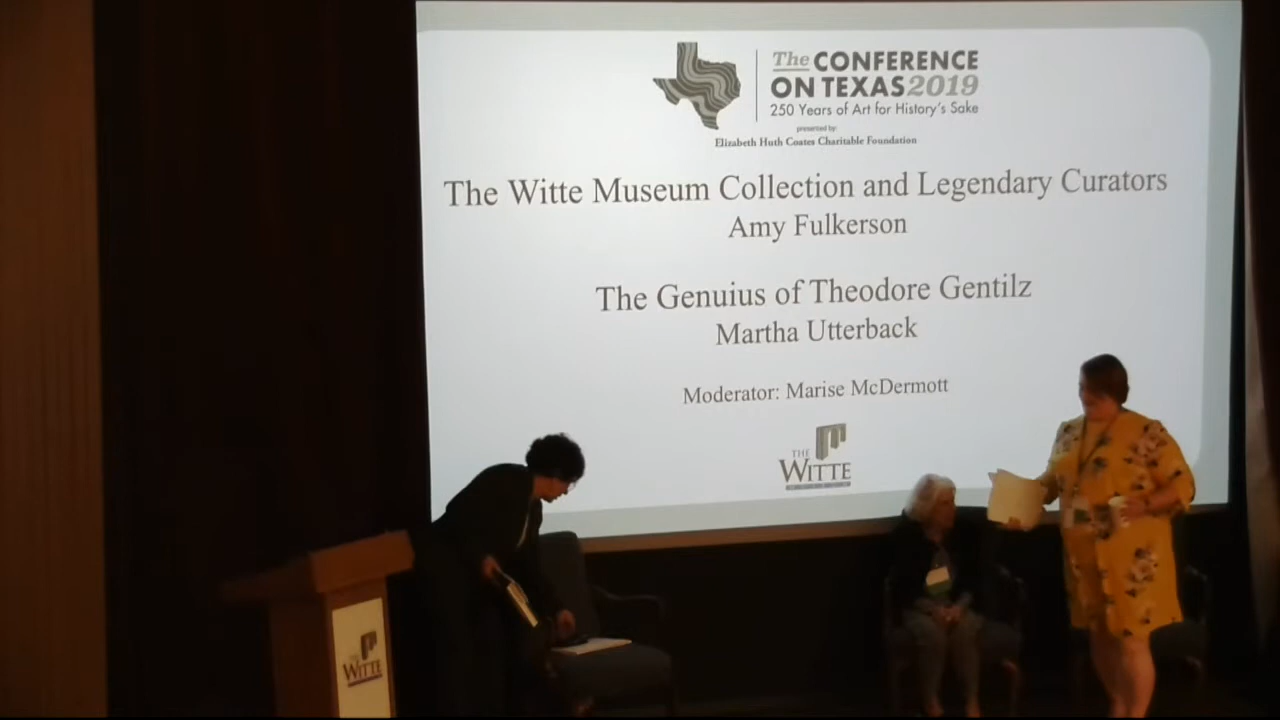 The CONFERENCE
ON TEXAS 2019
250 Years of Art for History's Sake
presented by:
Elizabeth Huth Coates Charitable Foundation
The Witte Museum Collection and Legendary Curators
Amy Fulkerson
The Genuius of Theodore Gentilz
Martha Utterback
Moderator: Marise McDermott
THE
WITTE
THE
WITTE